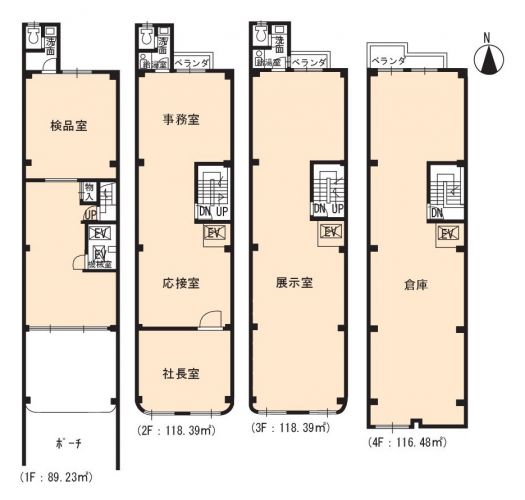 洗面
検品室
物入
UP
EV
機械室
ポーチ
(1F:89.23㎡)
洗面
給湯室
ベランダ
事務室
DN UP
EV
応接室
社長室
(2F:118.39㎡)
洗面
給湯室
ベランダ
DN UP
EV
展示室
(3F:118.39㎡)
ベランダ
DN
EV
倉庫
(4F:116.48㎡)
N